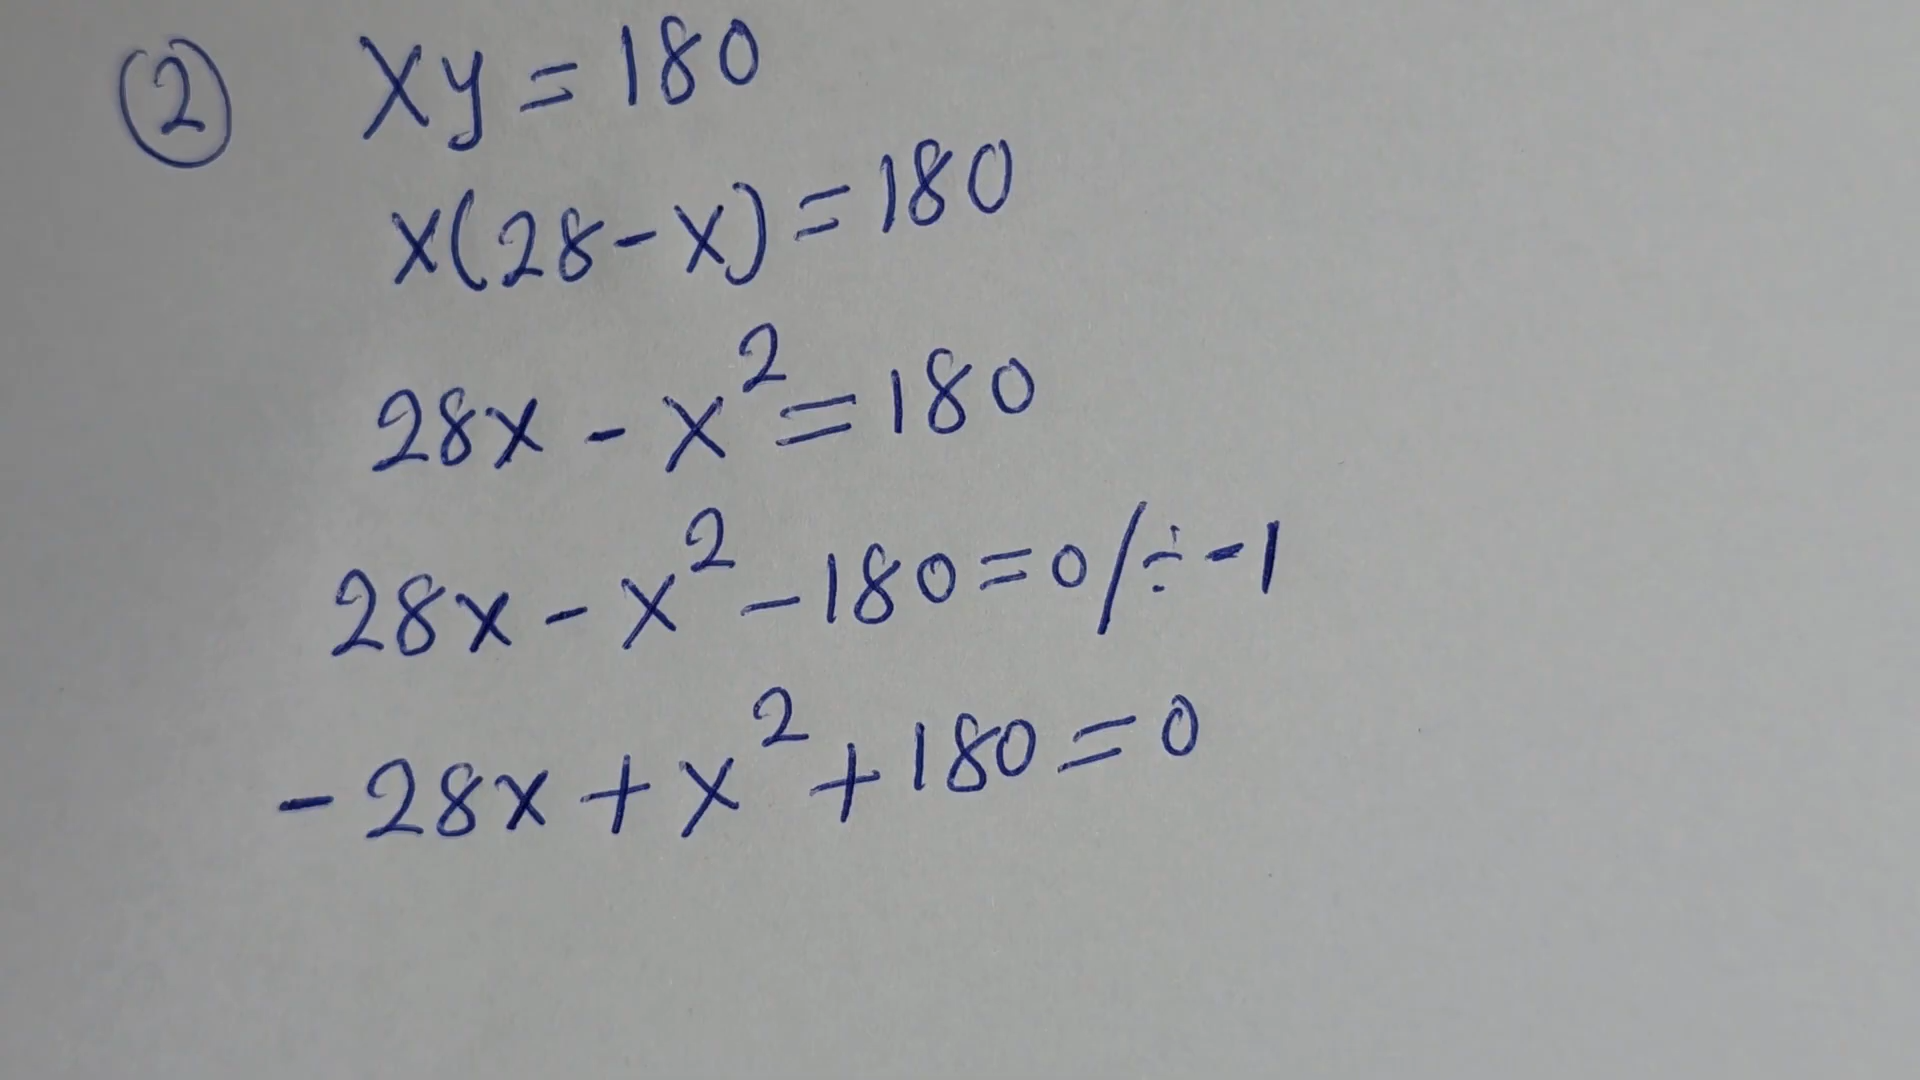 ② xy = 180
x(28-x) = 180
28x - x² = 180
28x - x² - 180 = 0 / ÷ -1
- 28x + x² + 180 = 0